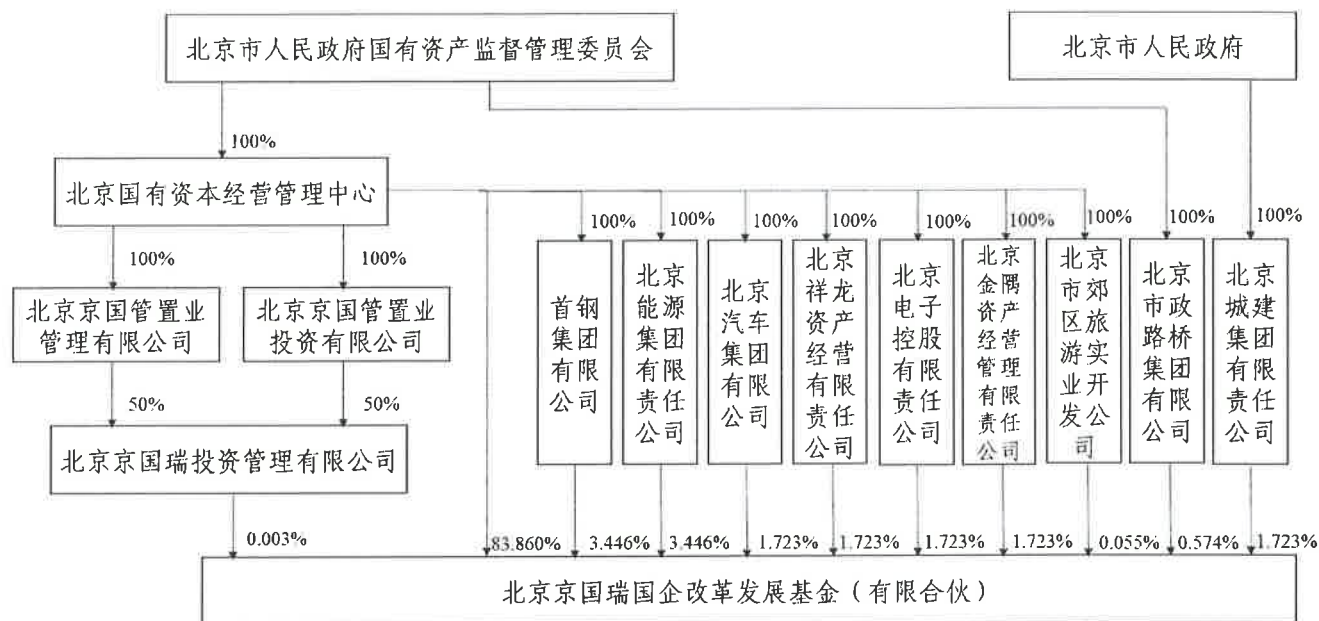 北京市人民政府国有资产监督管理委员会
北京市人民政府
100%
北京国有资本经营管理中心
100%
100%
100%
100%
100%
100%
100%
100%
100%
100%
100%
北京京国管置业
管理有限公司
北京京国管置业
投资有限公司
首钢
集团
有限
公司
北京
能源
集团
有限
责任
公司
北京
汽车
集团
有限
公司
北京
祥龙
资产
经营
有限
责任
公司
北京
电子
控股
有限
责任
公司
北京
金隅
资产
经营
管理
有限
责任
公司
北京
市郊
区旅
游实
业开
发公
司
北京
市政
路桥
集团
有限
公司
北京
城建
集团
有限
责任
公司
50%
50%
北京京国瑞投资管理有限公司
0.003%
83.860%
3.446%
3.446%
1.723%
1.723%
1.723%
1.723%
0.055%
0.574%
1.723%
北京京国瑞国企改革发展基金（有限合伙）